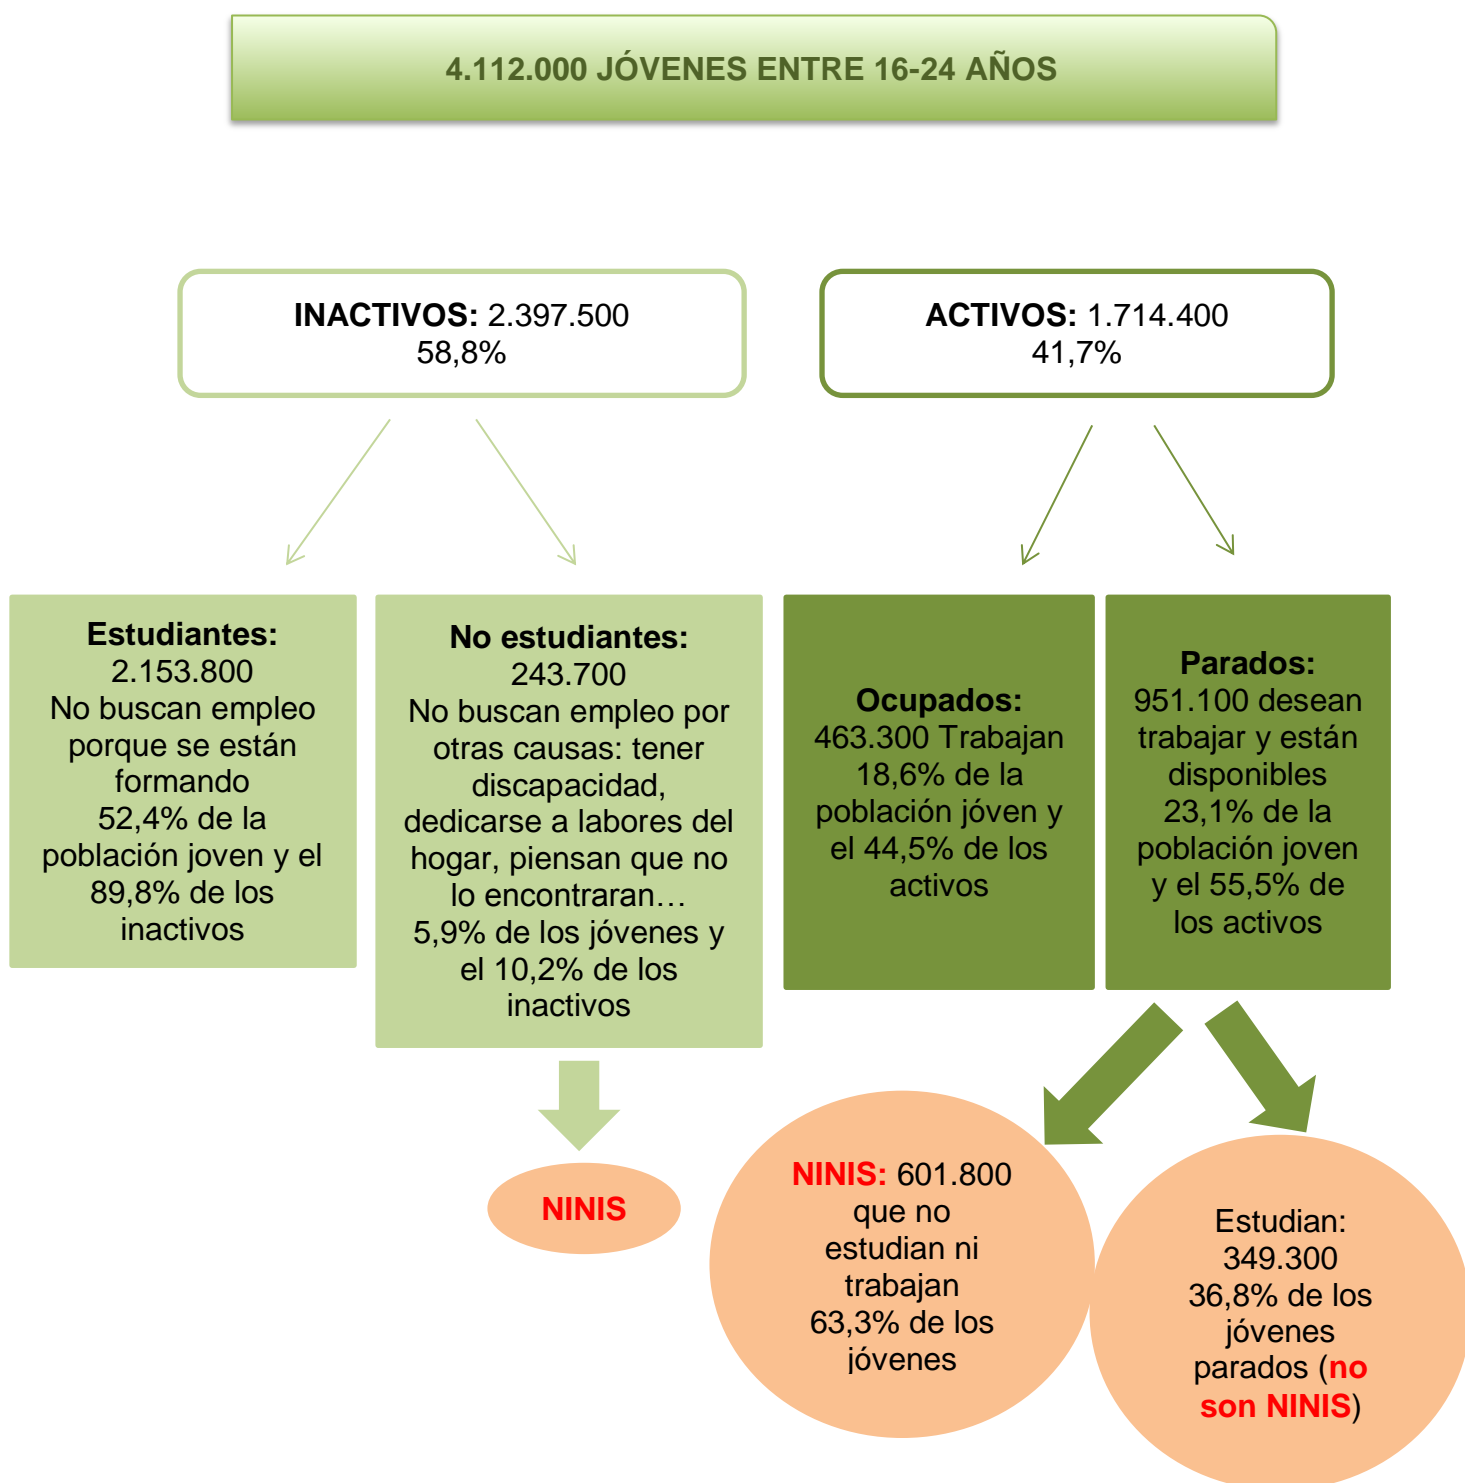 4.112.000 JÓVENES ENTRE 16-24 AÑOS
INACTIVOS: 2.397.500
58,8%
ACTIVOS: 1.714.400
41,7%
Estudiantes:
2.153.800
No buscan empleo
porque se están
formando
52,4% de la
población joven y el
89,8% de los
inactivos
No estudiantes:
243.700
No buscan empleo por
otras causas: tener
discapacidad,
dedicarse a labores del
hogar, piensan que no
lo encontraran…
5,9% de los jóvenes y
el 10,2% de los
inactivos
Ocupados:
463.300 Trabajan
18,6% de la
población jóven y
el 44,5% de los
activos
Parados:
951.100 desean
trabajar y están
disponibles
23,1% de la
población joven
y el 55,5% de
los activos
NINIS
NINIS: 601.800
que no
estudian ni
trabajan
63,3% de los
jóvenes
Estudian:
349.300
36,8% de los
jóvenes
parados (no
son NINIS)